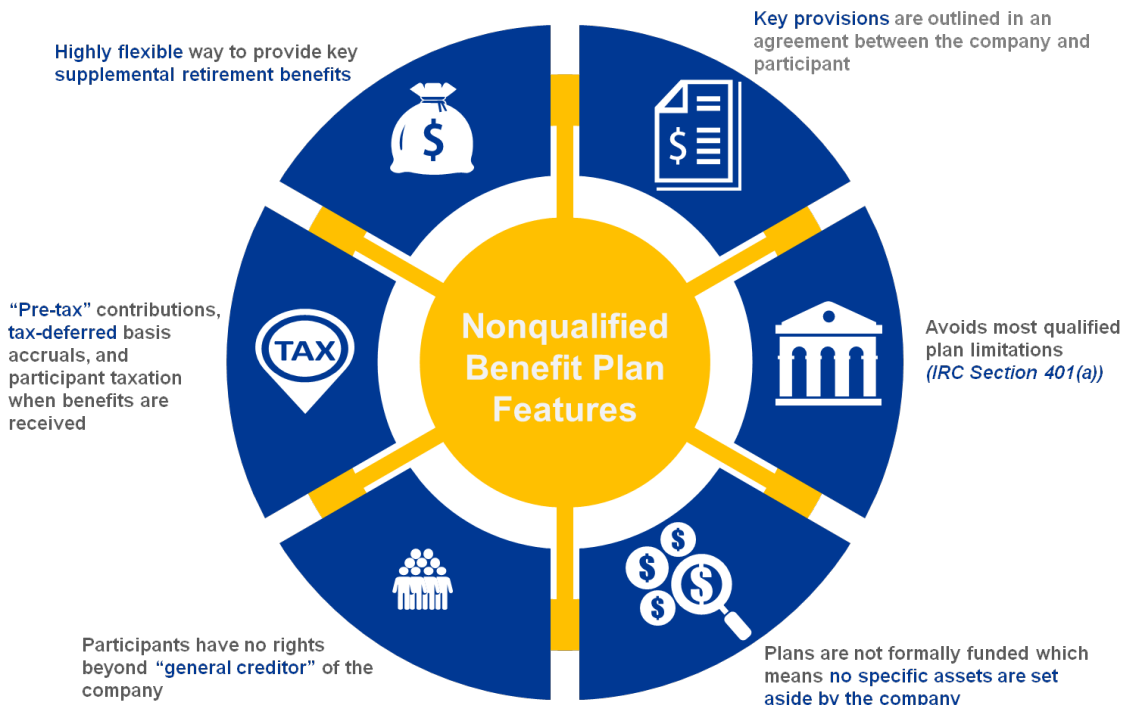 Highly flexible way to provide key
supplemental retirement benefits
Key provisions are outlined in an
agreement between the company and
participant
$
$
“Pre-tax” contributions,
tax-deferred basis
accruals, and
participant taxation
when benefits are
received
TAX
Nonqualified
Benefit Plan
Features
Avoids most qualified
plan limitations
(IRC Section 401(a))
Participants have no rights
beyond “general creditor” of the
company
$
$
$
$
Plans are not formally funded which
means no specific assets are set
aside by the company